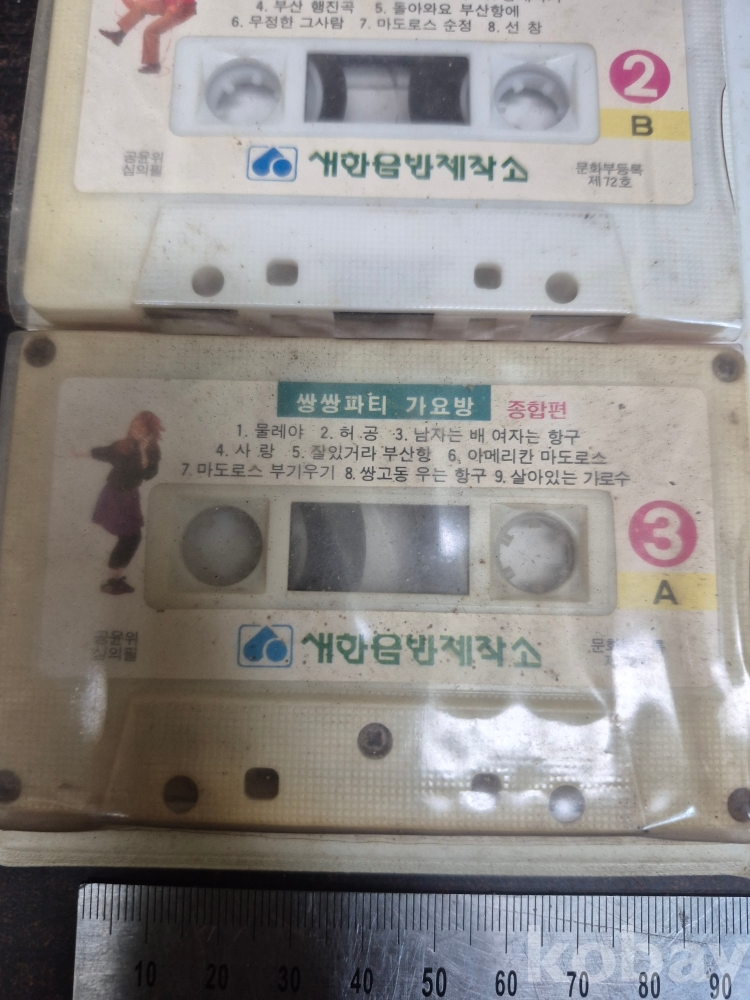 4. 부산 행진곡 5. 돌아와요 부산항에
6. 무정한 그사람 7. 마도로스 순정 8. 선 창
2
B
공윤위
심의필
새한음반제작소
문화부등록
제72호
쌍쌍파티 가요방 종합편
1. 물레야 2. 허 공 3. 남자는 배 여자는 항구
4. 사 랑 5. 잘있거라 부산항 6. 아메리칸 마도로스
7. 마도로스 부기우기 8. 쌍고동 우는 항구 9. 살아있는 가로수
3
A
공윤위
심의필
새한음반제작소
10 20 30 40 50 60 70 80 90
kobay